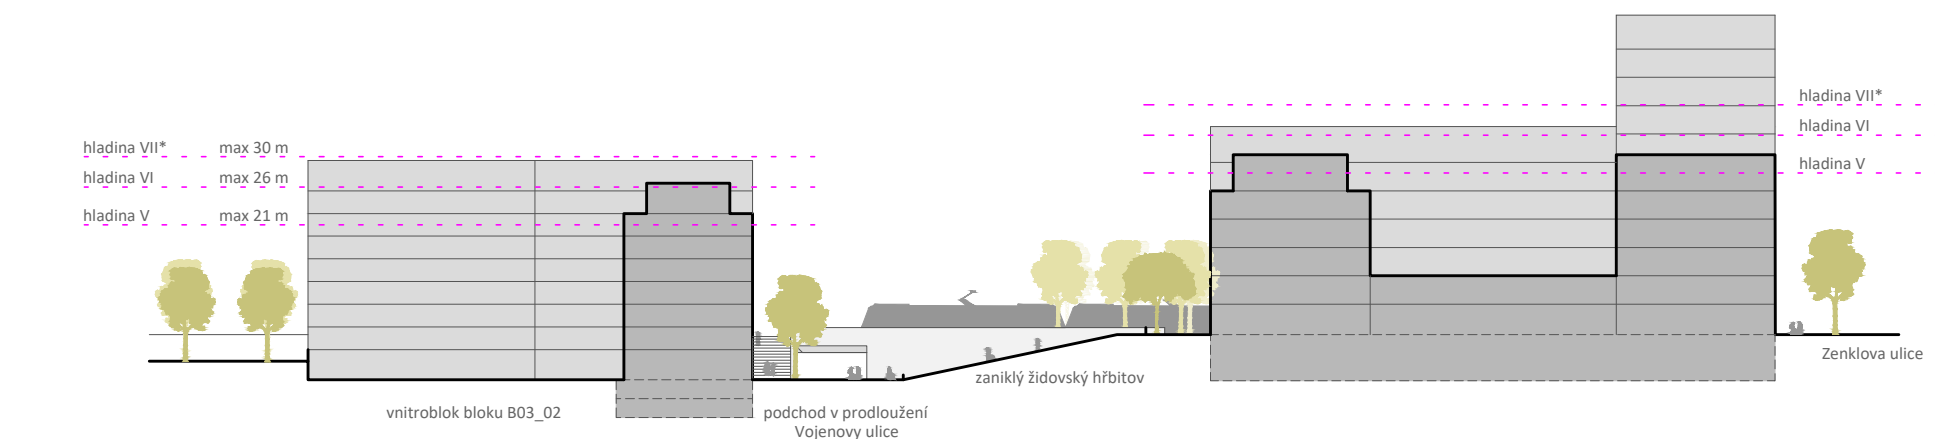 hladina VII* max 30 m
hladina VI max 26 m
hladina V max 21 m
hladina VII*
hladina VI
hladina V
Zenklova ulice
zaniklý židovský hřbitov
vnitroblok bloku B03_02
podchod v prodloužení
Vojenovy ulice